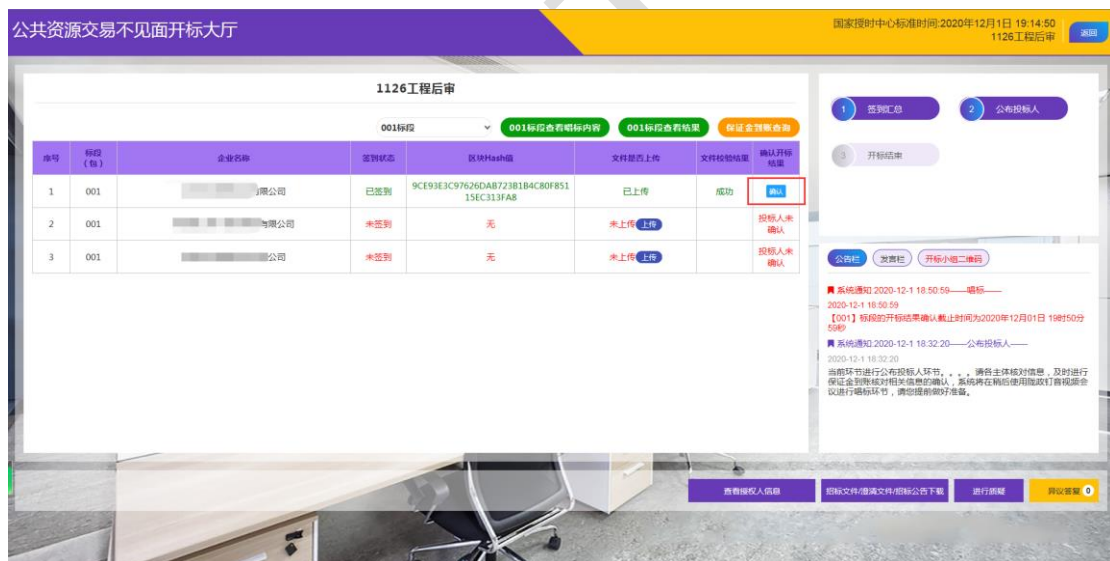 公共资源交易不见面开标大厅
国家授时中心标准时间:2020年12月1日 19:14:50
1126工程后审
返回
1126工程后审
001标段
001标段查看唱标内容
001标段查看结果
保证金到账查询
序号 标段(包) 企业名称 签到状态 区块Hash值 文件是否上传 文件校验结果 确认开标结果
1 001 限公司 已签到 9CE93E3C97626DAB723B1B4C80F851
15EC313FA8 已上传 成功 确认
2 001 有限公司 未签到 无 未上传 上传 投标人未
确认
3 001 公司 未签到 无 未上传 上传 投标人未
确认
1 签到汇总
2 公布投标人
3 开标结束
公告栏 发言栏 开标小组二维码
系统通知:2020-12-1 18:50:59——唱标——
2020-12-1 18:50:59
【001】标段的开标结果确认截止时间为2020年12月01日 19时50分
59秒
系统通知:2020-12-1 18:32:20——公布投标人——
2020-12-1 18:32:20
当前环节进行公布投标人环节。。。。请各主体核对信息，及时进行
保证金到账核对相关信息的确认，系统将在稍后使用陇政钉音视频会
议进行唱标环节，请您提前做好准备。
查看授权人信息
招标文件/澄清文件/招标公告下载
进行质疑
异议答复 0